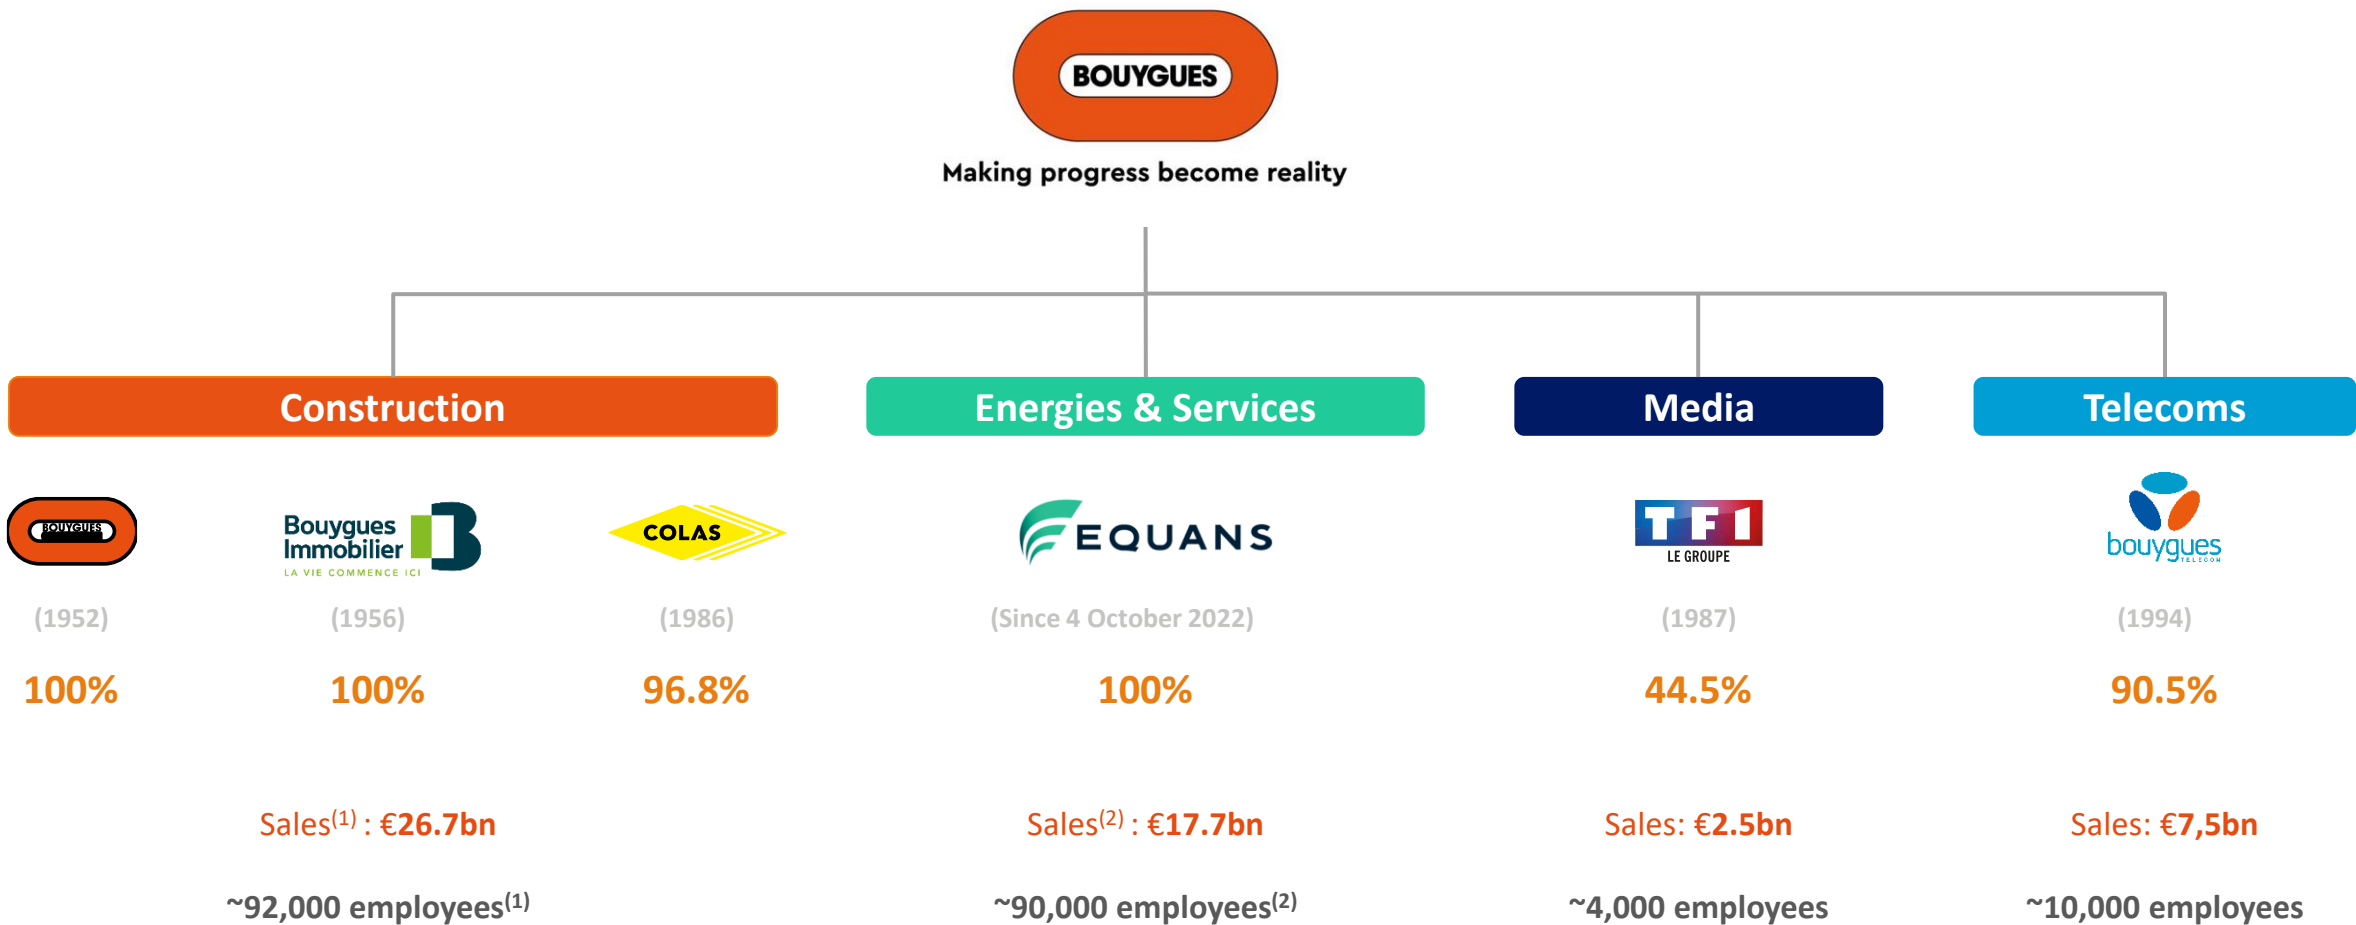 BOUYGUES
Making progress become reality
Construction
Energies & Services
Media
Telecoms
BOUYGUES
Bouygues
Immobilier
LA VIE COMMENCE ICI
COLAS
EQUANS
TF1
LE GROUPE
bouygues
TELECOM
(1952)
(1956)
(1986)
(Since 4 October 2022)
(1987)
(1994)
100%
100%
96.8%
100%
44.5%
90.5%
Sales(1) : €26.7bn
Sales(2) : €17.7bn
Sales: €2.5bn
Sales: €7,5bn
~92,000 employees(1)
~90,000 employees(2)
~4,000 employees
~10,000 employees